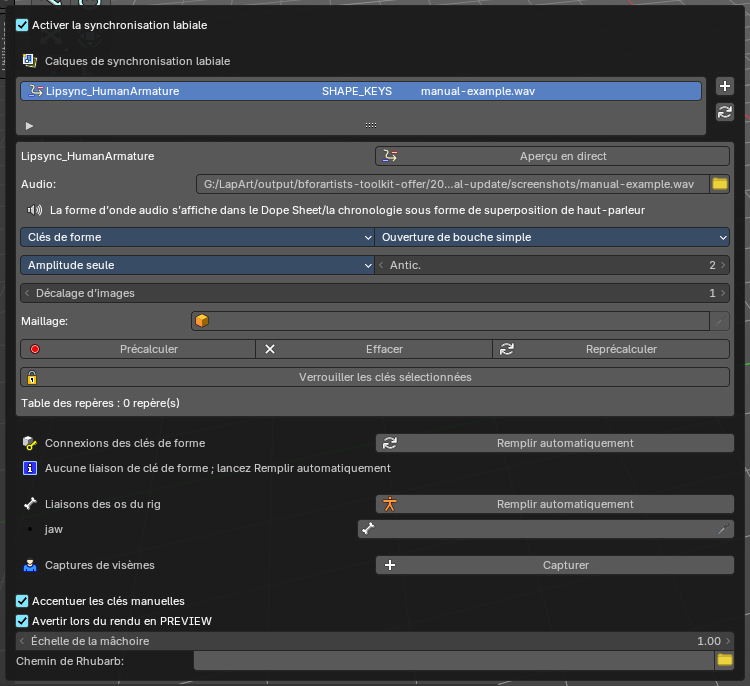 Activer la synchronisation labiale
Calques de synchronisation labiale
Lipsync_HumanArmature SHAPE_KEYS manual-example.wav
Lipsync_HumanArmature Aperçu en direct
Audio: G:/LapArt/output/bforartists-toolkit-offer/20...al-update/screenshots/manual-example.wav
La forme d'onde audio s'affiche dans le Dope Sheet/la chronologie sous forme de superposition de haut-parleur
Clés de forme Ouverture de bouche simple
Amplitude seule Antic. 2
Décalage d'images 1
Maillage:
Précalculer Effacer Reprécalculer
Verrouiller les clés sélectionnées
Table des repères : 0 repère(s)
Connexions des clés de forme Remplir automatiquement
Aucune liaison de clé de forme ; lancez Remplir automatiquement
Liaisons des os du rig Remplir automatiquement
jaw
Captures de visèmes Capturer
Accentuer les clés manuelles
Avertir lors du rendu en PREVIEW
Échelle de la mâchoire 1.00
Chemin de Rhubarb: